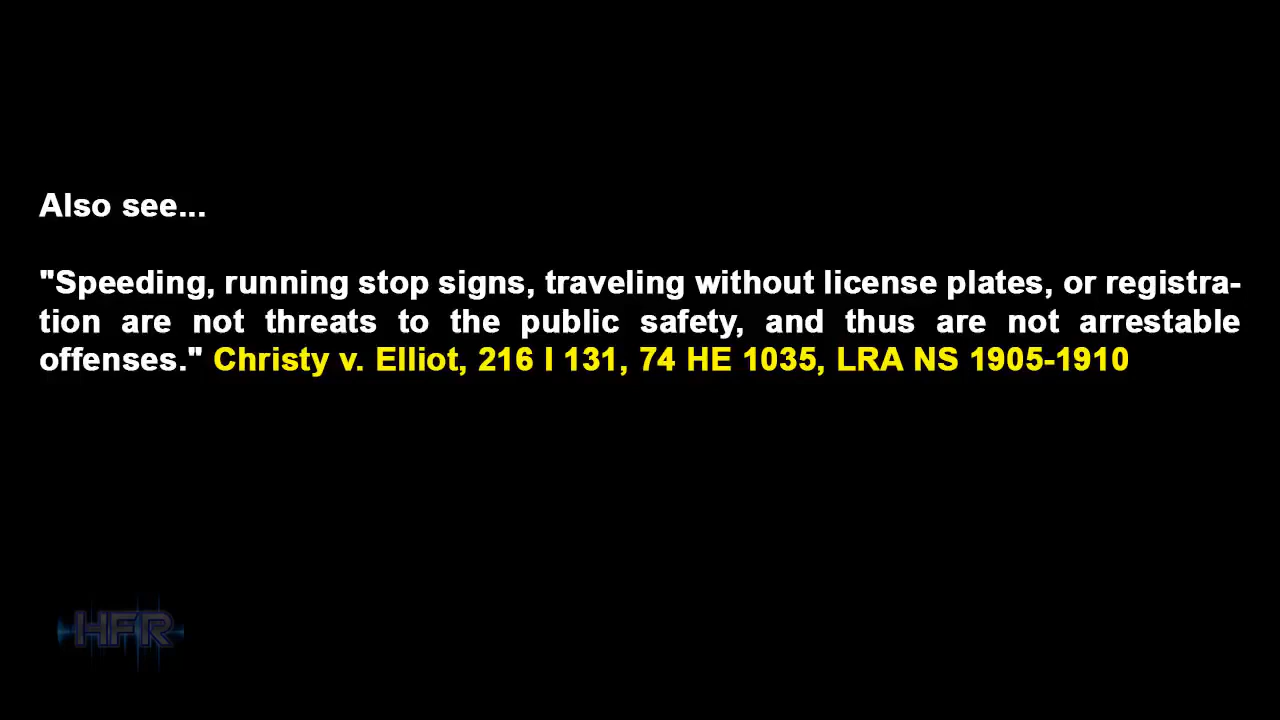 Also see...
"Speeding, running stop signs, traveling without license plates, or registra-
tion are not threats to the public safety, and thus are not arrestable
offenses." Christy v. Elliot, 216 I 131, 74 HE 1035, LRA NS 1905-1910
HFR